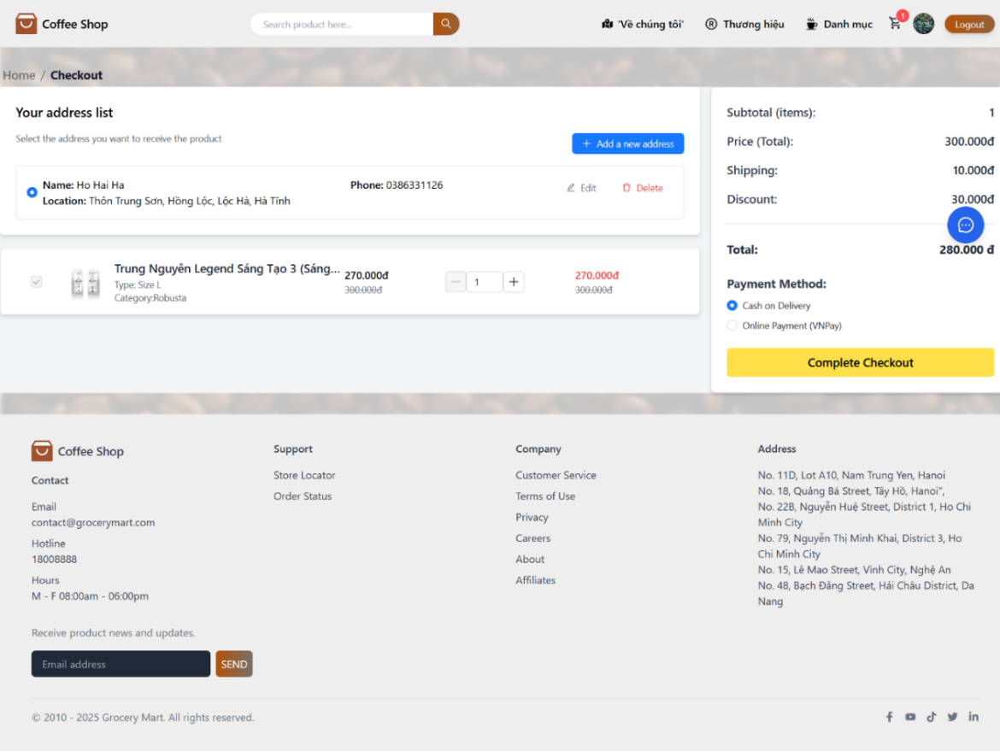 Coffee Shop
Search product here...
'Về chúng tôi'
Thương hiệu
Danh mục
1
Logout
Home / Checkout
Your address list
Select the address you want to receive the product
+ Add a new address
Name: Ho Hai Ha
Phone: 0386331126
Edit
Delete
Location: Thôn Trung Sơn, Hồng Lộc, Lộc Hà, Hà Tĩnh
Trung Nguyên Legend Sáng Tạo 3 (Sáng...
Type: Size L
Category:Robusta
270.000đ
300.000đ
1
270.000đ
300.000đ
Subtotal (items): 1
Price (Total): 300.000đ
Shipping: 10.000đ
Discount: 30.000đ
Total: 280.000 đ
Payment Method:
Cash on Delivery
Online Payment (VNPay)
Complete Checkout
Coffee Shop
Contact
Email
contact@grocerymart.com
Hotline
18008888
Hours
M - F 08:00am - 06:00pm
Support
Store Locator
Order Status
Company
Customer Service
Terms of Use
Privacy
Careers
About
Affiliates
Address
No. 11D, Lot A10, Nam Trung Yen, Hanoi
No. 18, Quảng Bá Street, Tây Hồ, Hanoi",
No. 22B, Nguyễn Huệ Street, District 1, Ho Chi
Minh City
No. 79, Nguyễn Thị Minh Khai, District 3, Ho
Chi Minh City
No. 15, Lê Mao Street, Vinh City, Nghệ An
No. 48, Bạch Đằng Street, Hải Châu District, Da
Nang
Receive product news and updates.
Email address
SEND
© 2010 - 2025 Grocery Mart. All rights reserved.